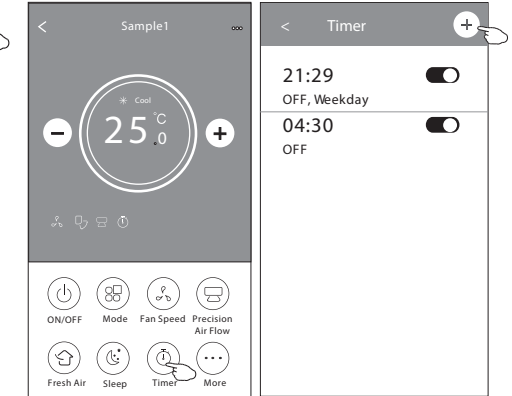 <
Sample1
Cool
25.0 °C
− +
ON/OFF Mode Fan Speed Precision Air Flow
Fresh Air Sleep Timer More
< Timer +
21:29
OFF, Weekday
04:30
OFF